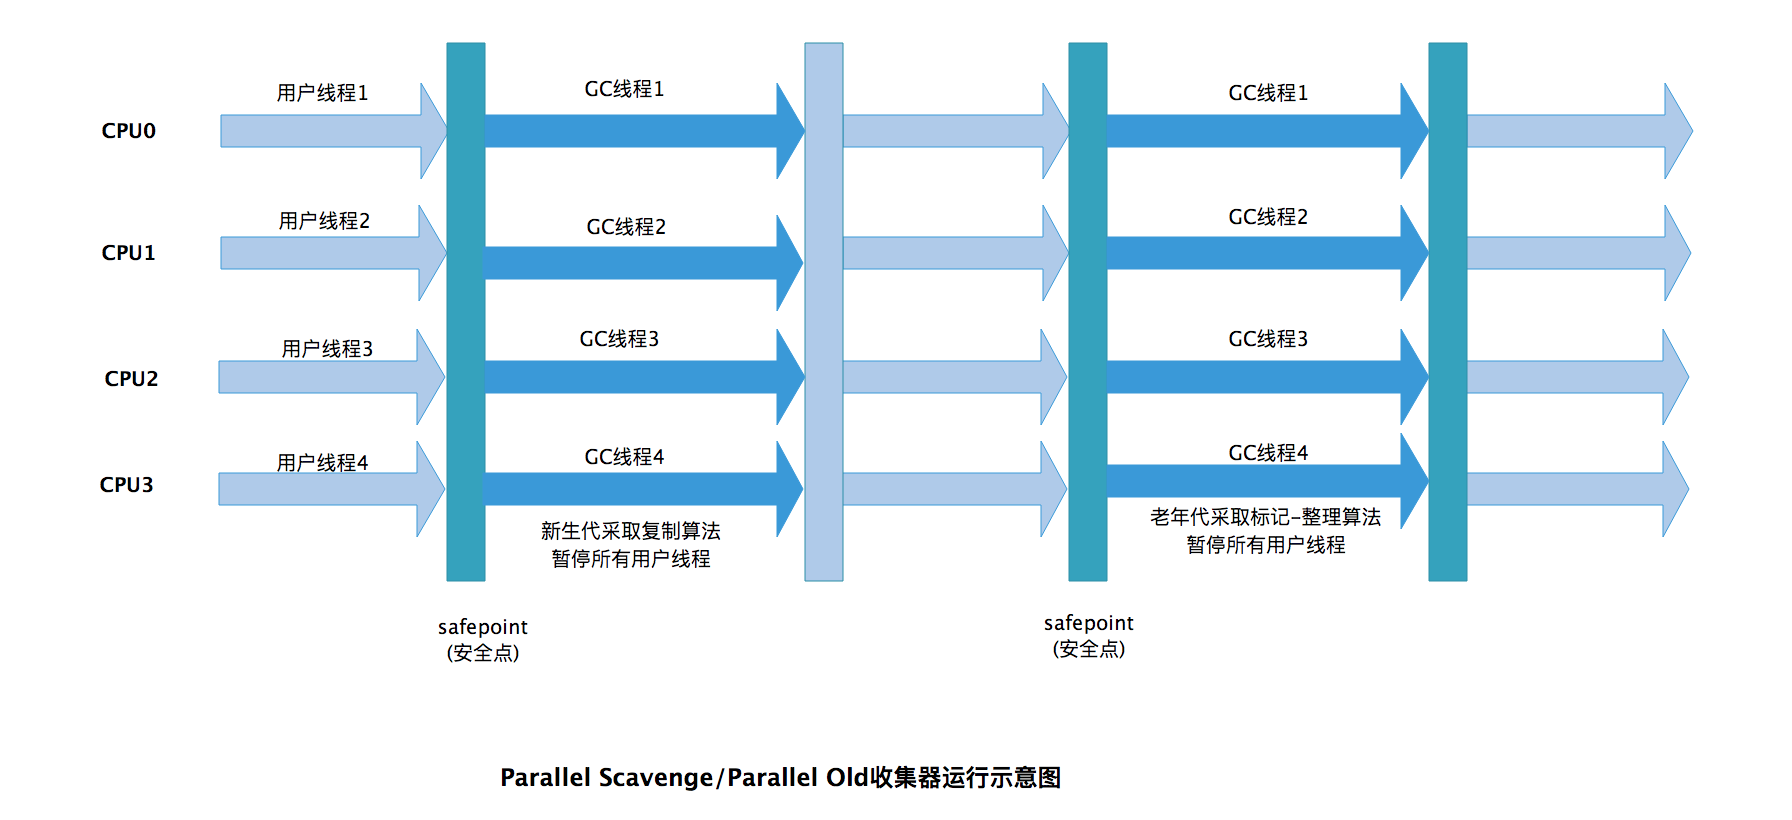 用户线程1
GC线程1
GC线程1
CPU0
用户线程2
GC线程2
GC线程2
CPU1
用户线程3
GC线程3
GC线程3
CPU2
用户线程4
GC线程4
GC线程4
CPU3
新生代采取复制算法
暂停所有用户线程
老年代采取标记-整理算法
暂停所有用户线程
safepoint
(安全点)
safepoint
(安全点)
Parallel Scavenge/Parallel Old收集器运行示意图